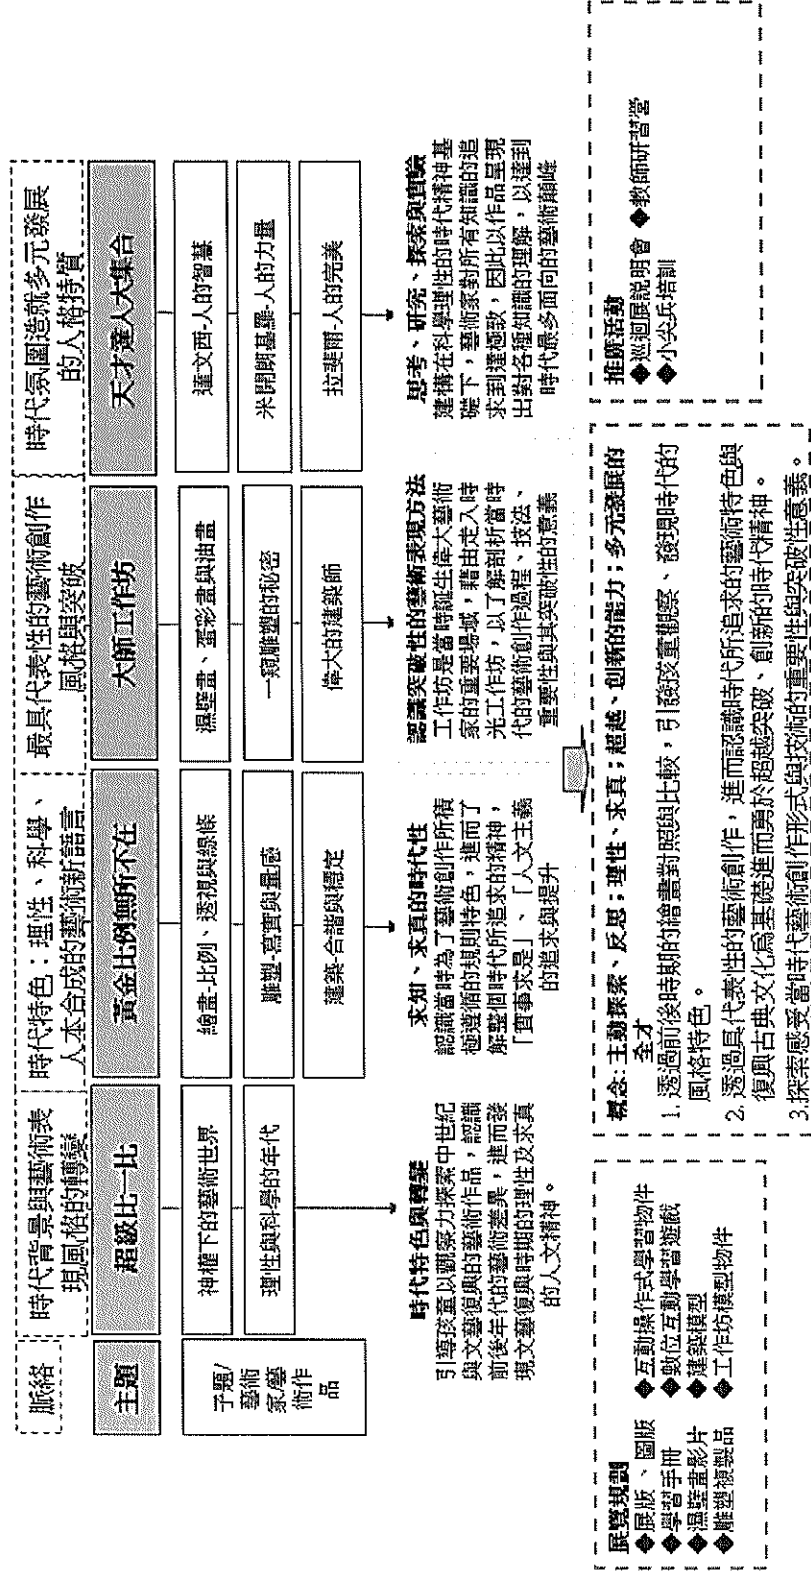 脈絡
時代背景與藝術表
現風格的轉變
時代特色：理性、科學、
人本合成的藝術新語言
最具代表性的藝術創作
風格與突破
時代氛圍造就多元發展
的人格特質
主題
超級比一比
黃金比例無所不在
大師工作坊
天才達人大集合
子題/
藝術
家/藝
術作
品
神權下的藝術世界
理性與科學的年代
繪畫-比例、透視與線條
雕塑-寫實與量感
建築-合諧與穩定
濕壁畫、蛋彩畫與油畫
一窺雕塑的秘密
偉大的建築師
達文西-人的智慧
米開朗基羅-人的力量
拉斐爾-人的完美
時代特色與轉變
引導孩童以觀察力探索中世紀
與文藝復興的藝術作品，認識
前後年代的藝術差異，進而發
現文藝復興時期的理性及求真
的人文精神。
求知、求真的時代性
認識當時為了藝術創作所積
極遵循的規則特色，進而了
解整個時代所追求的精神，
「實事求是」、「人文主義
的追求與提升
認識突破性的藝術表現方法
工作坊是當時誕生偉大藝術
家的重要場域，藉由走入時
光工作坊，以了解剖析當時
代的藝術創作過程、技法、
重要性與其突破性的意義
思考、研究、探索與實驗
建構在科學理性的時代精神基
礎下，藝術家對所有知識的追
求到達極致，因此以作品呈現
出對各種知識的理解，以達到
時代最多面向的藝術顛峰
展覽規劃
◆展版、圖版 ◆互動操作式學習物件
◆學習手冊 ◆數位互動學習遊戲
◆濕壁畫影片 ◆建築模型
◆雕塑複製品 ◆工作坊模型物件
概念:主動探索、反思；理性、求真；超越、創新的能力；多元發展的
全才
1. 透過前後時期的繪畫對照與比較，引發孩童觀察、發現時代的
風格特色。
2. 透過具代表性的藝術創作，進而認識時代所追求的藝術特色與
復興古典文化為基礎進而勇於超越突破、創新的時代精神。
3.探索感受當時代藝術創作形式與技術的重要性與突破性意義。
推廣活動
◆巡迴展説明會 ◆教師研習營
◆小尖兵培訓